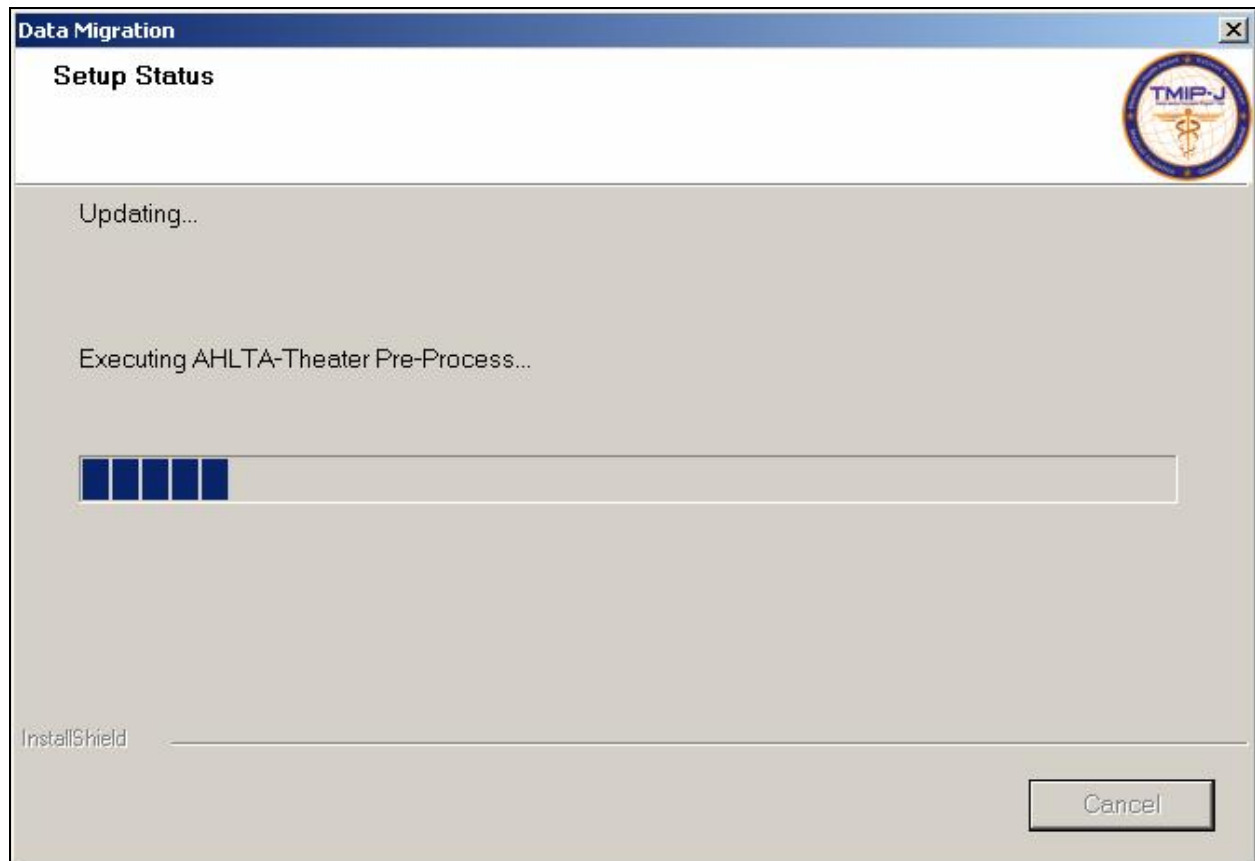 Data Migration
Setup Status
TMIP-J
Updating...
Executing AHLTA-Theater Pre-Process...
InstallShield
Cancel